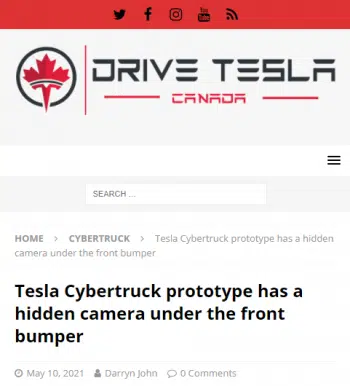 DRIVE TESLA
CANADA
SEARCH ...
HOME > CYBERTRUCK > Tesla Cybertruck prototype has a hidden
camera under the front bumper
Tesla Cybertruck prototype has a
hidden camera under the front
bumper
May 10, 2021 Darryn John 0 Comments